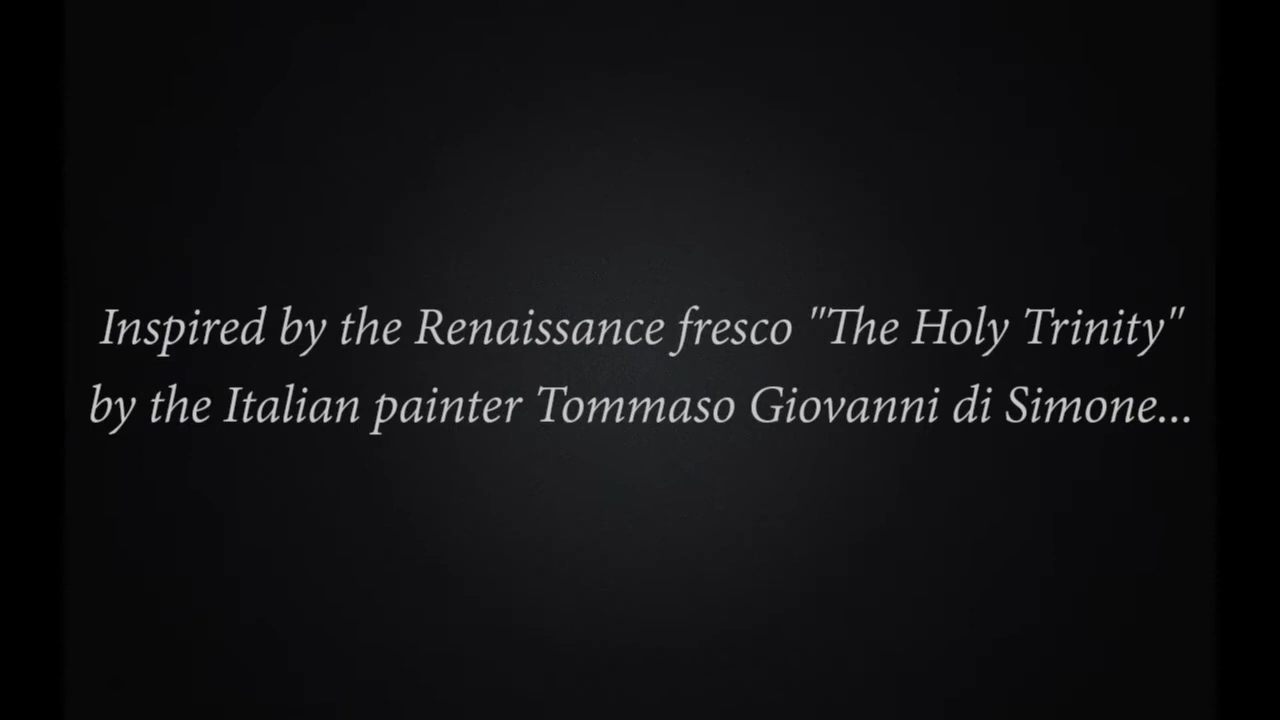 Inspired by the Renaissance fresco "The Holy Trinity"
by the Italian painter Tommaso Giovanni di Simone...